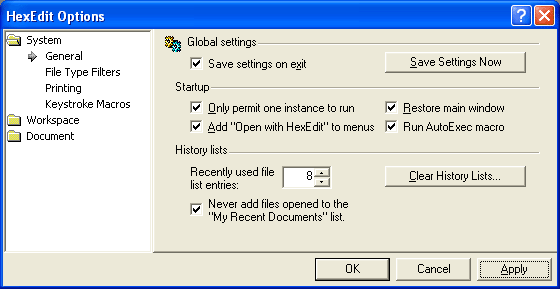 HexEdit Options
System
General
File Type Filters
Printing
Keystroke Macros
Workspace
Document
Global settings
Save settings on exit
Save Settings Now
Startup
Only permit one instance to run
Restore main window
Add "Open with HexEdit" to menus
Run AutoExec macro
History lists
Recently used file
list entries:
8
Clear History Lists...
Never add files opened to the
"My Recent Documents" list.
OK
Cancel
Apply